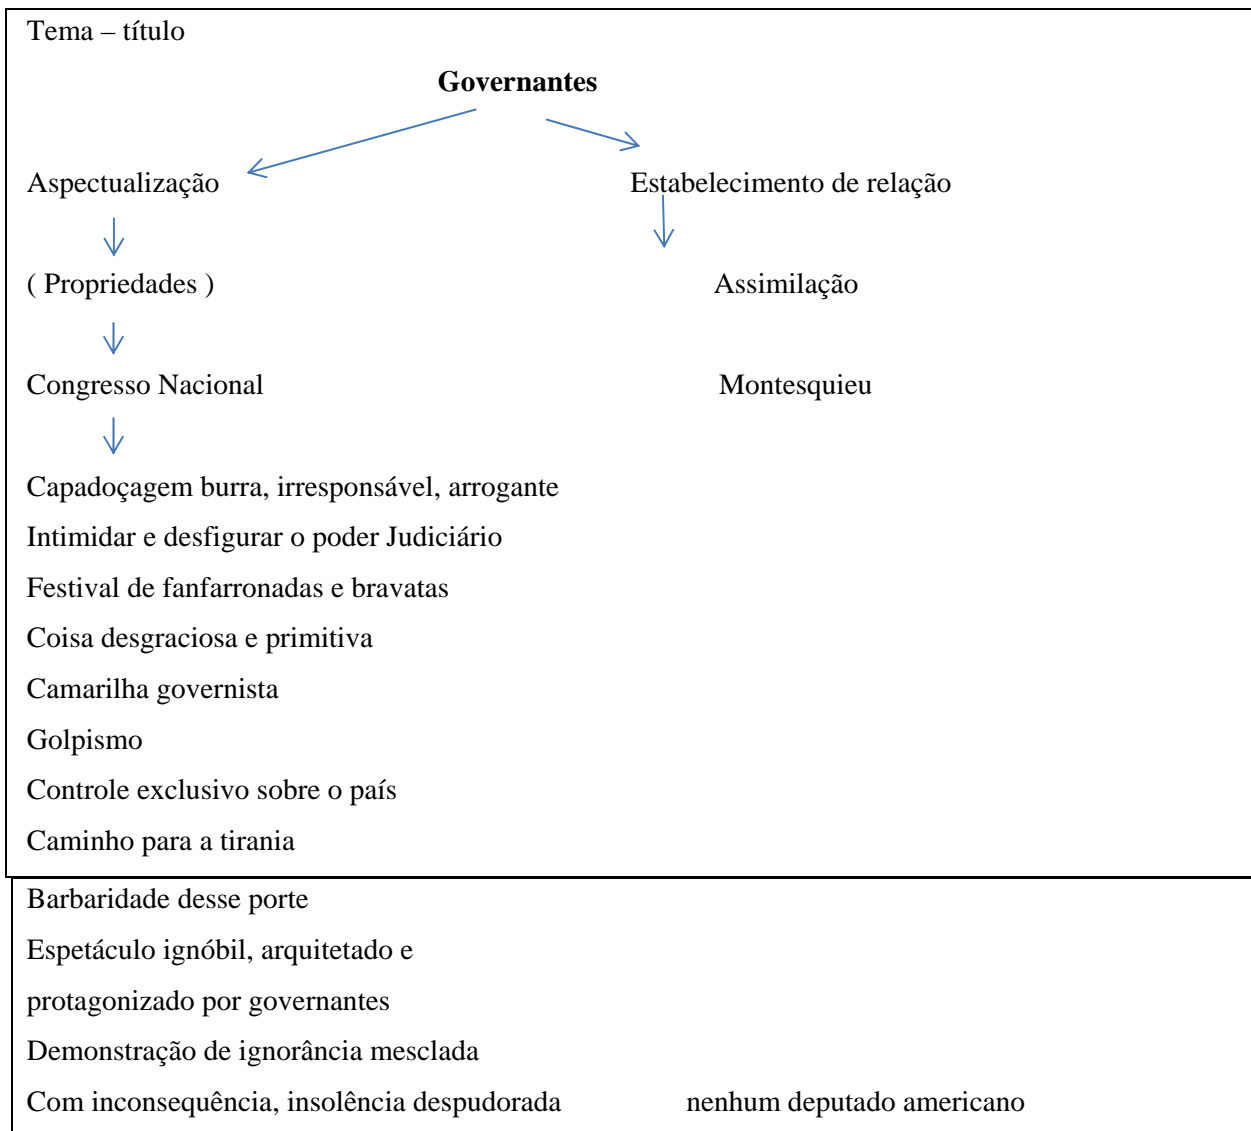 Tema – título
Governantes
Aspectualização Estabelecimento de relação
( Propriedades ) Assimilação
Congresso Nacional Montesquieu
Capadoçagem burra, irresponsável, arrogante
Intimidar e desfigurar o poder Judiciário
Festival de fanfarronadas e bravatas
Coisa desgraciosa e primitiva
Camarilha governista
Golpismo
Controle exclusivo sobre o país
Caminho para a tirania
Barbaridade desse porte
Espetáculo ignóbil, arquitetado e
protagonizado por governantes
Demonstração de ignorância mesclada
Com inconsequência, insolência despudorada nenhum deputado americano